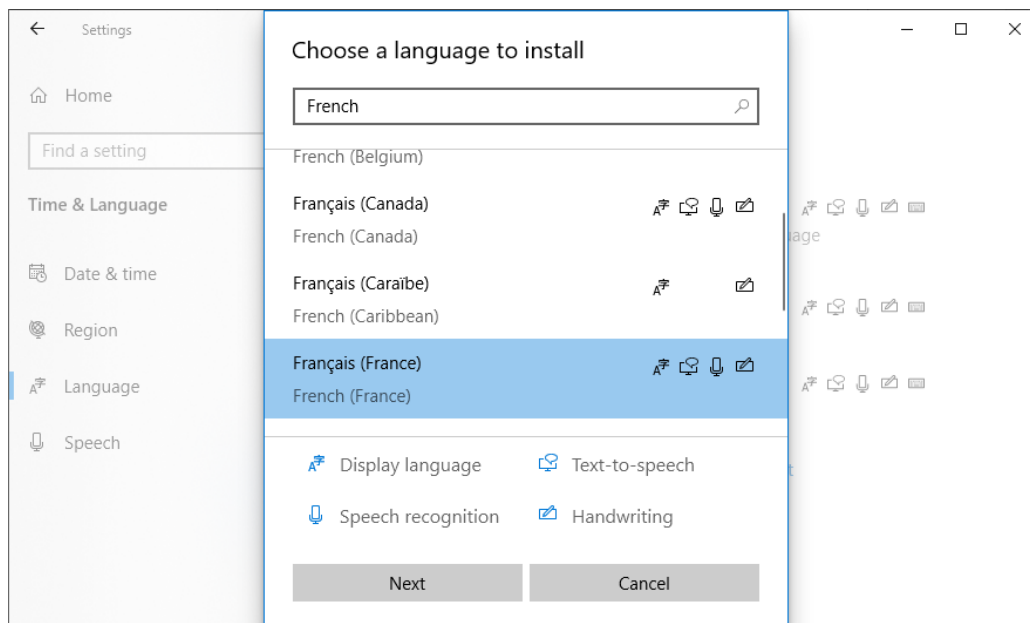 Settings
Home
Find a setting
Time & Language
Date & time
Region
Language
Speech
Choose a language to install
French
French (Belgium)
Français (Canada)
French (Canada)
Français (Caraïbe)
French (Caribbean)
Français (France)
French (France)
Display language
Text-to-speech
Speech recognition
Handwriting
Next
Cancel